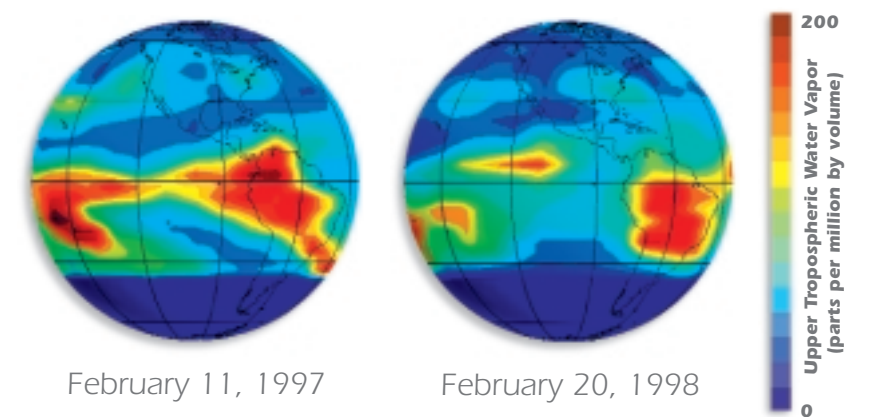 200
Upper Tropospheric Water Vapor
(parts per million by volume)
0
February 11, 1997
February 20, 1998